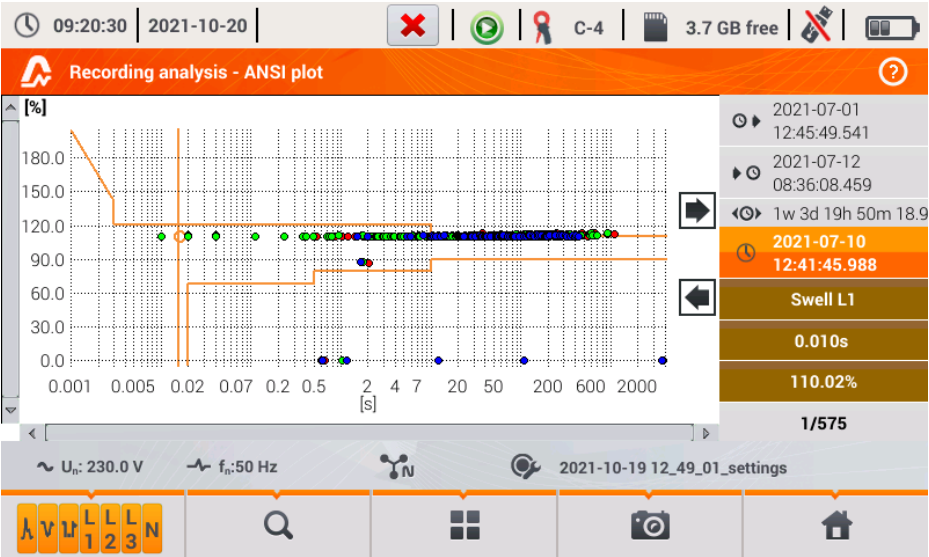 09:20:30 2021-10-20 C-4 3.7 GB free
Recording analysis - ANSI plot ?
[%]
180.0
150.0
120.0
90.0
60.0
30.0
0.0
0.001 0.005 0.02 0.07 0.2 0.5 2 4 7 20 50 200 600 2000
[s]
2021-07-01
12:45:49.541
2021-07-12
08:36:08.459
1w 3d 19h 50m 18.9
2021-07-10
12:41:45.988
Swell L1
0.010s
110.02%
1/575
Un: 230.0 V fn:50 Hz N 2021-10-19 12_49_01_settings
L1 L2 L3 N